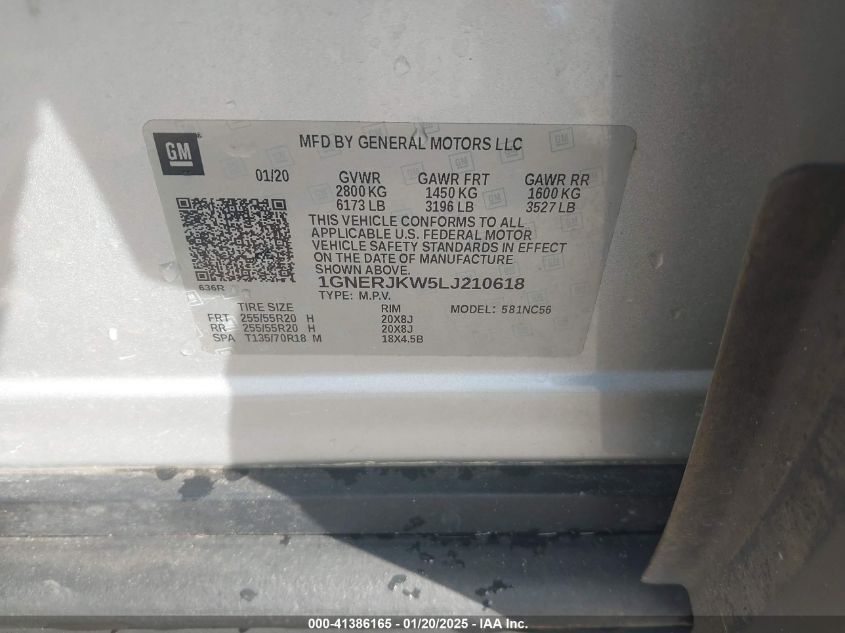 GM
MFD BY GENERAL MOTORS LLC
01/20 GVWR GAWR FRT GAWR RR
2800 KG 1450 KG 1600 KG
6173 LB 3196 LB 3527 LB
THIS VEHICLE CONFORMS TO ALL
APPLICABLE U.S. FEDERAL MOTOR
VEHICLE SAFETY STANDARDS IN EFFECT
ON THE DATE OF MANUFACTURE
SHOWN ABOVE.
636R 1GNERJKW5LJ210618
TYPE: M.P.V.
TIRE SIZE RIM MODEL: 581NC56
FRT 255/55R20 H 20X8J
RR 255/55R20 H 20X8J
SPA T135/70R18 M 18X4.5B
000-41386165 - 01/20/2025 - IAA Inc.